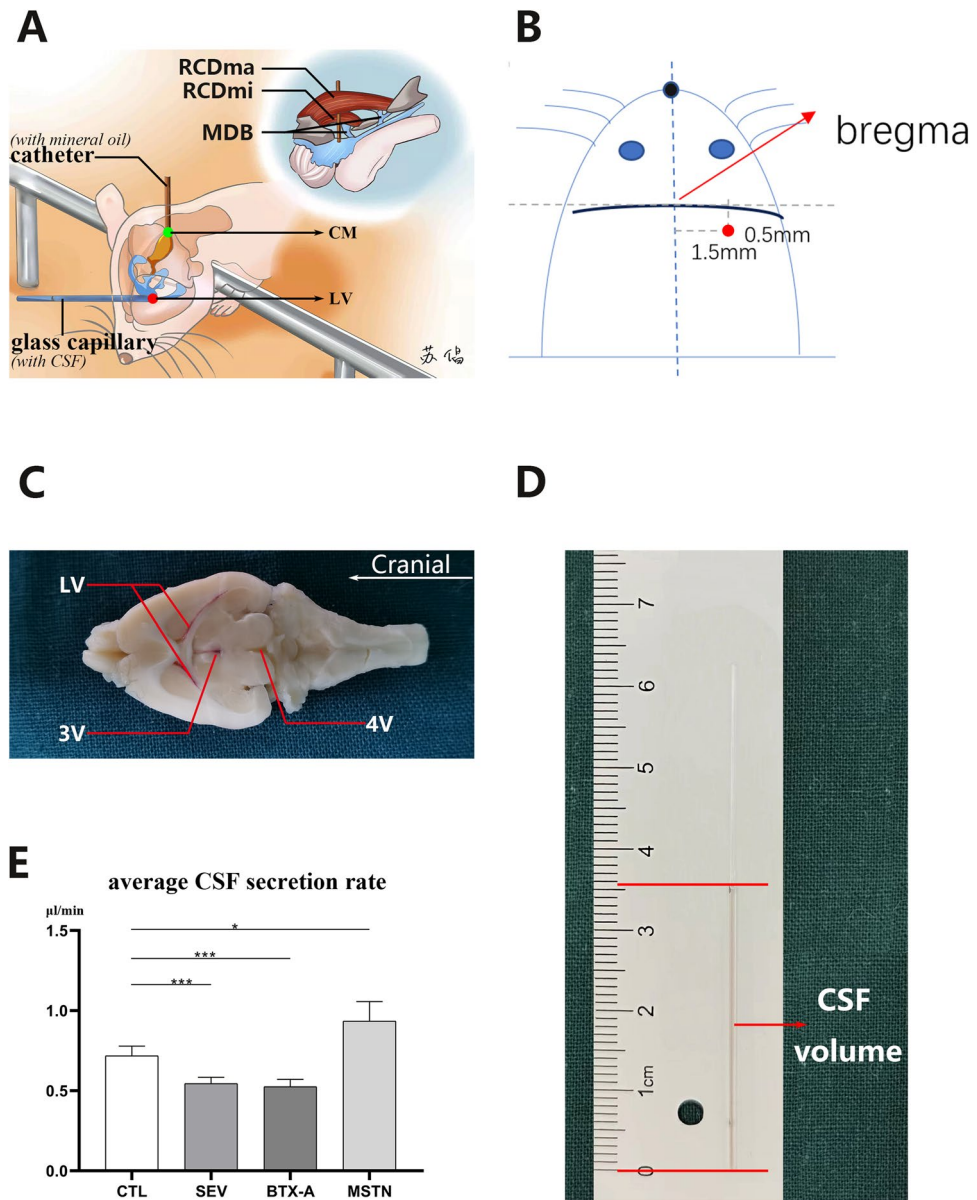 A
RCDma
RCDmi
MDB
(with mineral oil)
catheter
CM
LV
glass capillary
(with CSF)
苏 锡
B
bregma
0.5mm
1.5mm
C
Cranial
LV
3V
4V
D
7
6
5
4
3
2
1cm
0
CSF
volume
E
average CSF secretion rate
μl/min
1.5
*
***
***
1.0
0.5
0.0
CTL SEV BTX-A MSTN